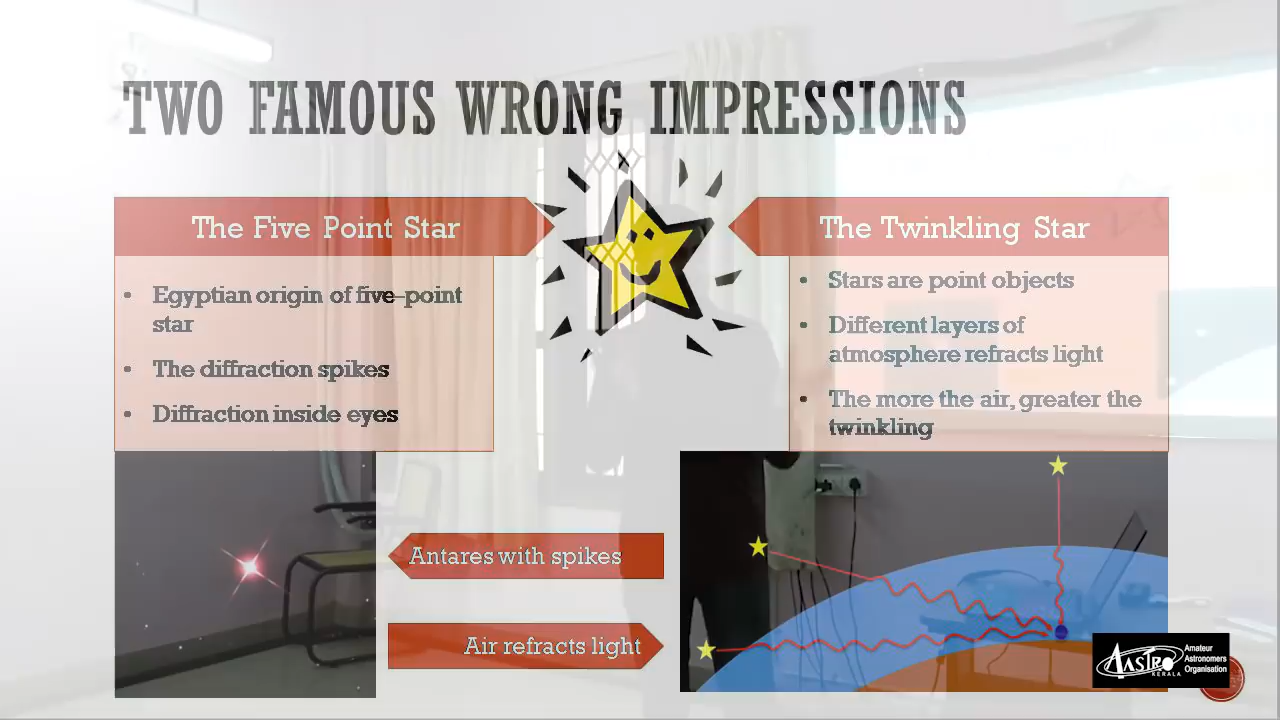 TWO FAMOUS WRONG IMPRESSIONS
The Five Point Star
The Twinkling Star
• Egyptian origin of five-point
star
• The diffraction spikes
• Diffraction inside eyes
• Stars are point objects
• Different layers of
atmosphere refracts light
• The more the air, greater the
twinkling
Antares with spikes
Air refracts light
AASTRO
KERALA
Amateur
Astronomers
Organisation